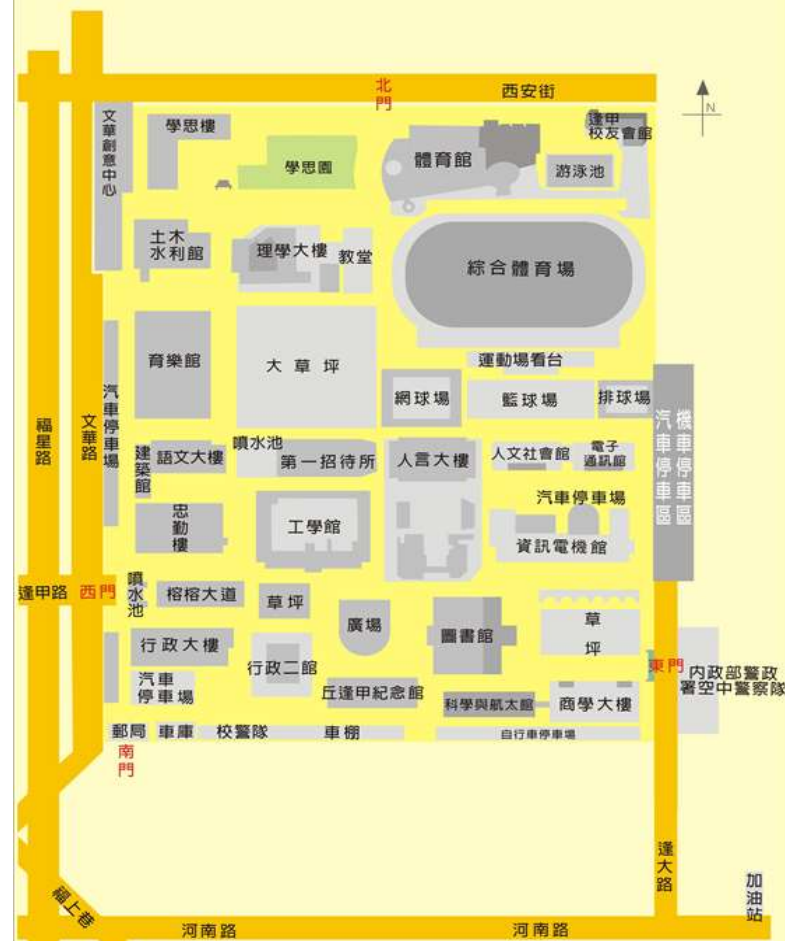 北門
西安街
N
文華創意中心
學思樓
學思園
體育館
逢甲
校友會館
游泳池
土木
水利館
理學大樓
教堂
綜合體育場
育樂館
大草坪
運動場看台
網球場
籃球場
排球場
汽車停車場
福星路
文華路
機車停車區
汽車停車區
建築館
語文大樓
噴水池
第一招待所
人言大樓
人文社會館
電子
通訊館
汽車停車場
忠勤樓
工學館
資訊電機館
逢甲路
西門
噴水池
榕榕大道
草坪
廣場
圖書館
草坪
行政大樓
行政二館
東門
內政部警政
署空中警察隊
汽車
停車場
丘逢甲紀念館
科學與航太館
商學大樓
郵局
車庫
校警隊
車棚
自行車停車場
南門
逢大路
加油站
福上巷
河南路
河南路